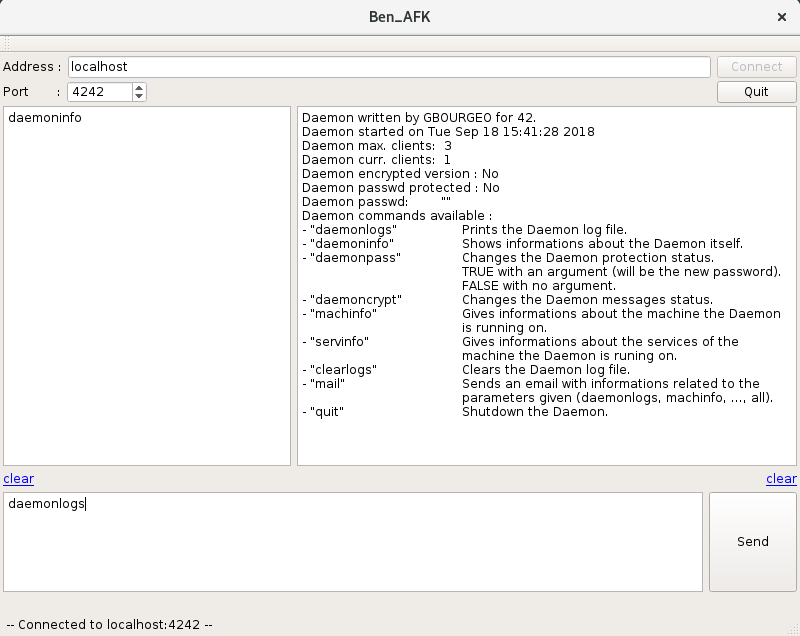 Ben_AFK
Address : localhost Connect
Port : 4242 Quit
daemoninfo
Daemon written by GBOURGEO for 42.
Daemon started on Tue Sep 18 15:41:28 2018
Daemon max. clients: 3
Daemon curr. clients: 1
Daemon encrypted version : No
Daemon passwd protected : No
Daemon passwd: ""
Daemon commands available :
- "daemonlogs" Prints the Daemon log file.
- "daemoninfo" Shows informations about the Daemon itself.
- "daemonpass" Changes the Daemon protection status.
TRUE with an argument (will be the new password).
FALSE with no argument.
- "daemoncrypt" Changes the Daemon messages status.
- "machinfo" Gives informations about the machine the Daemon
is running on.
- "servinfo" Gives informations about the services of the
machine the Daemon is runing on.
- "clearlogs" Clears the Daemon log file.
- "mail" Sends an email with informations related to the
parameters given (daemonlogs, machinfo, ..., all).
- "quit" Shutdown the Daemon.
clear clear
daemonlogs
Send
-- Connected to localhost:4242 --